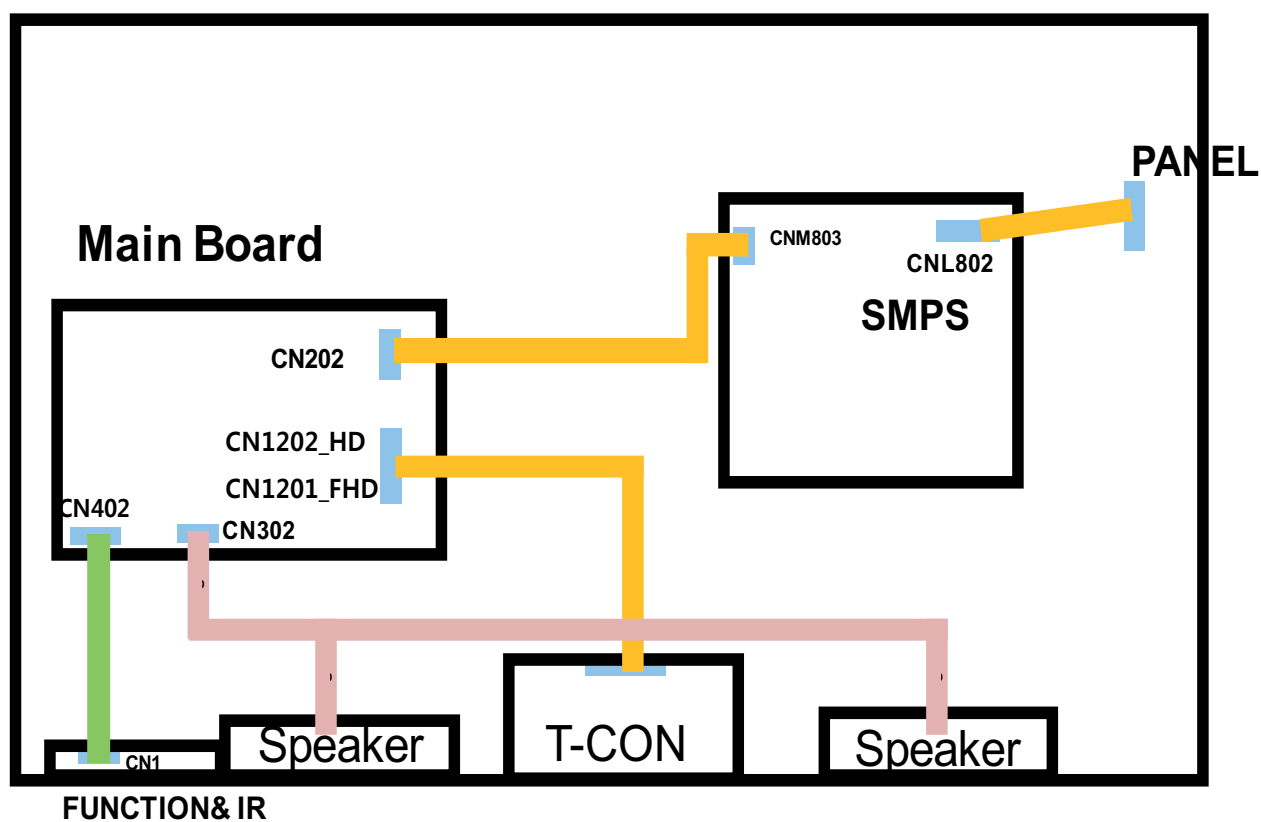 PANEL
Main Board
CNM803
CNL802
SMPS
CN202
CN1202_HD
CN1201_FHD
CN402
CN302
Speaker
T-CON
Speaker
CN1
FUNCTION& IR